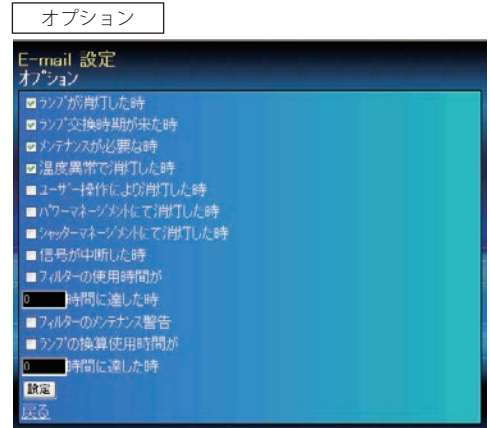 オプション
E-mail 設定
オプション
ランプが消灯した時
ランプ交換時期が来た時
メンテナンスが必要な時
温度異常で消灯した時
ユーザー操作により消灯した時
パワーマネージメントにて消灯した時
シャッターマネージメントにて消灯した時
信号が中断した時
フィルターの使用時間が
0 時間に達した時
フィルターのメンテナンス警告
ランプの換算使用時間が
0 時間に達した時
設定
戻る